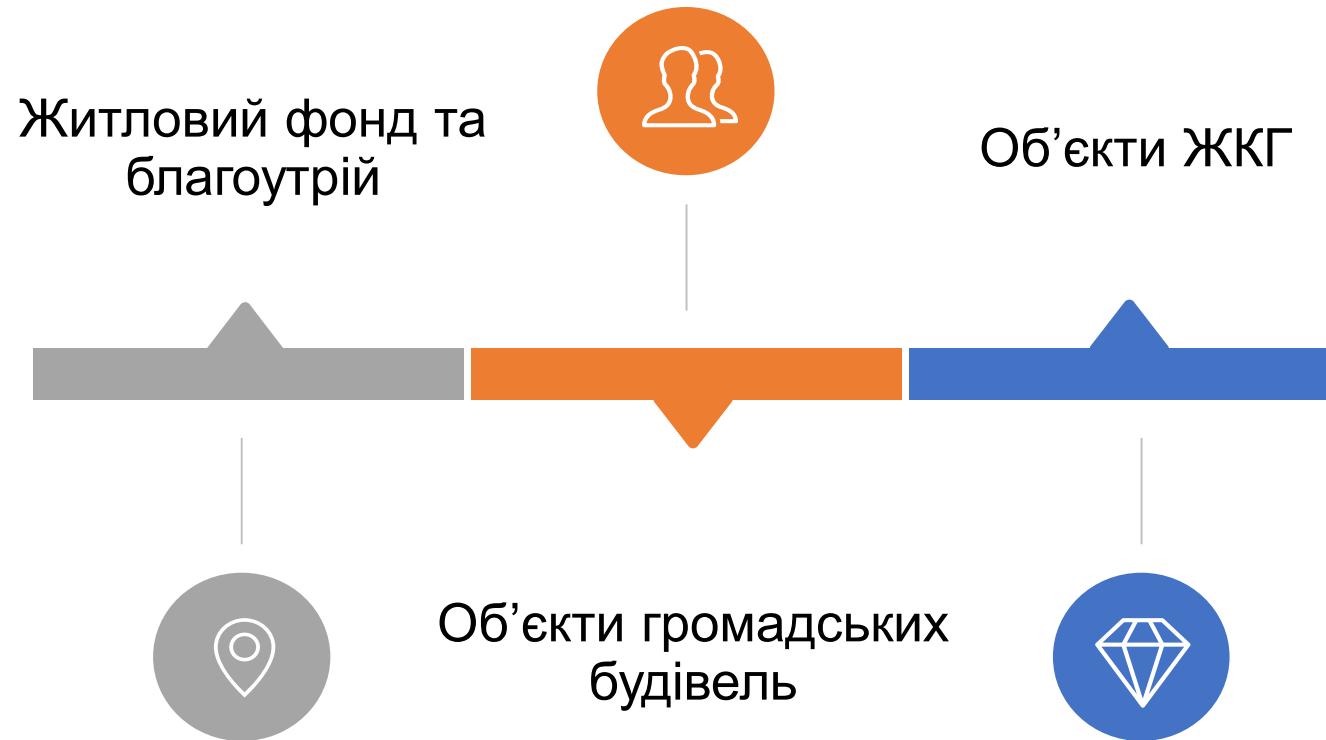 Житловий фонд та
благоутрій
Об’єкти ЖКГ
Об’єкти громадських
будівель